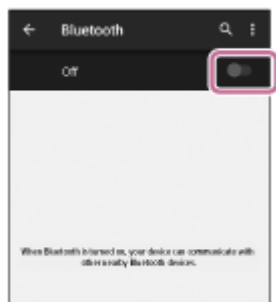 Bluetooth
Off
When Bluetooth is turned on, your device can communicate with
other nearby Bluetooth devices.